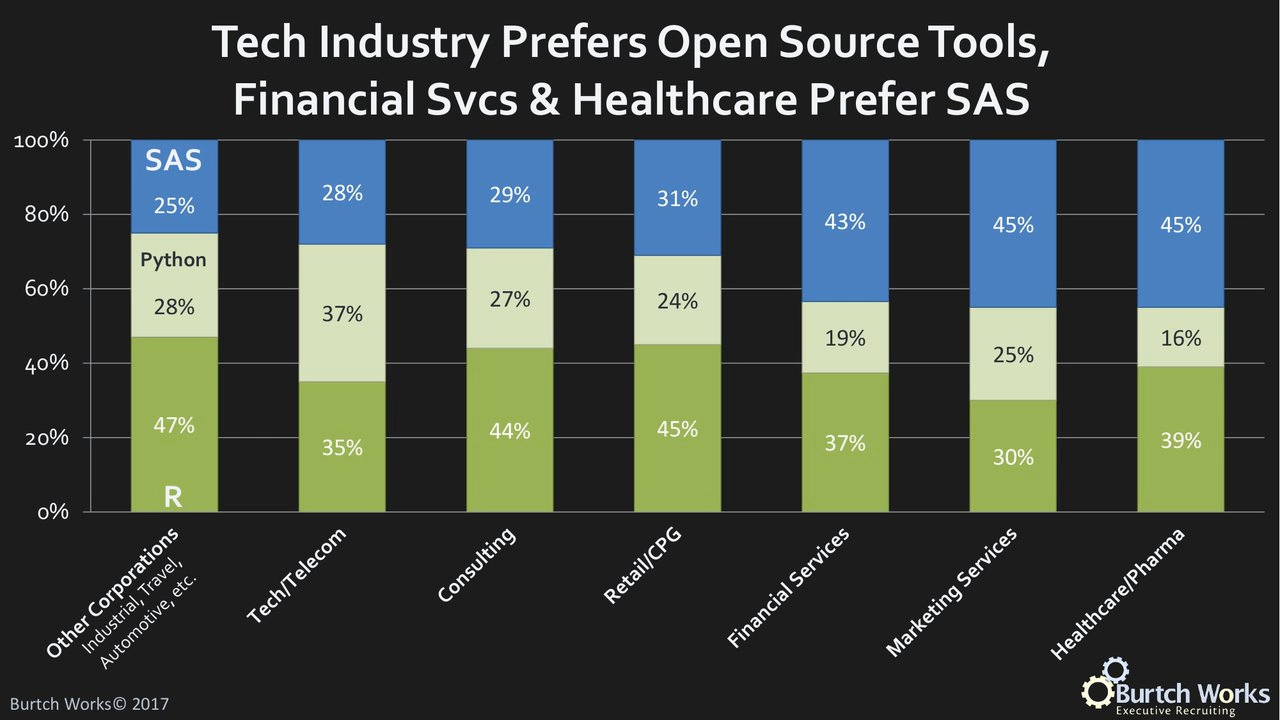 Tech Industry Prefers Open Source Tools,
Financial Svcs & Healthcare Prefer SAS
100%
80%
60%
40%
20%
0%
SAS
25%
Python
28%
47%
R
28%
37%
35%
29%
27%
44%
31%
24%
45%
43%
19%
37%
45%
25%
30%
45%
16%
39%
Other Corporations
Industrial, Travel,
Automotive, etc.
Tech/Telecom
Consulting
Retail/CPG
Financial Services
Marketing Services
Healthcare/Pharma
Burtch Works© 2017
Burtch Works
Executive Recruiting